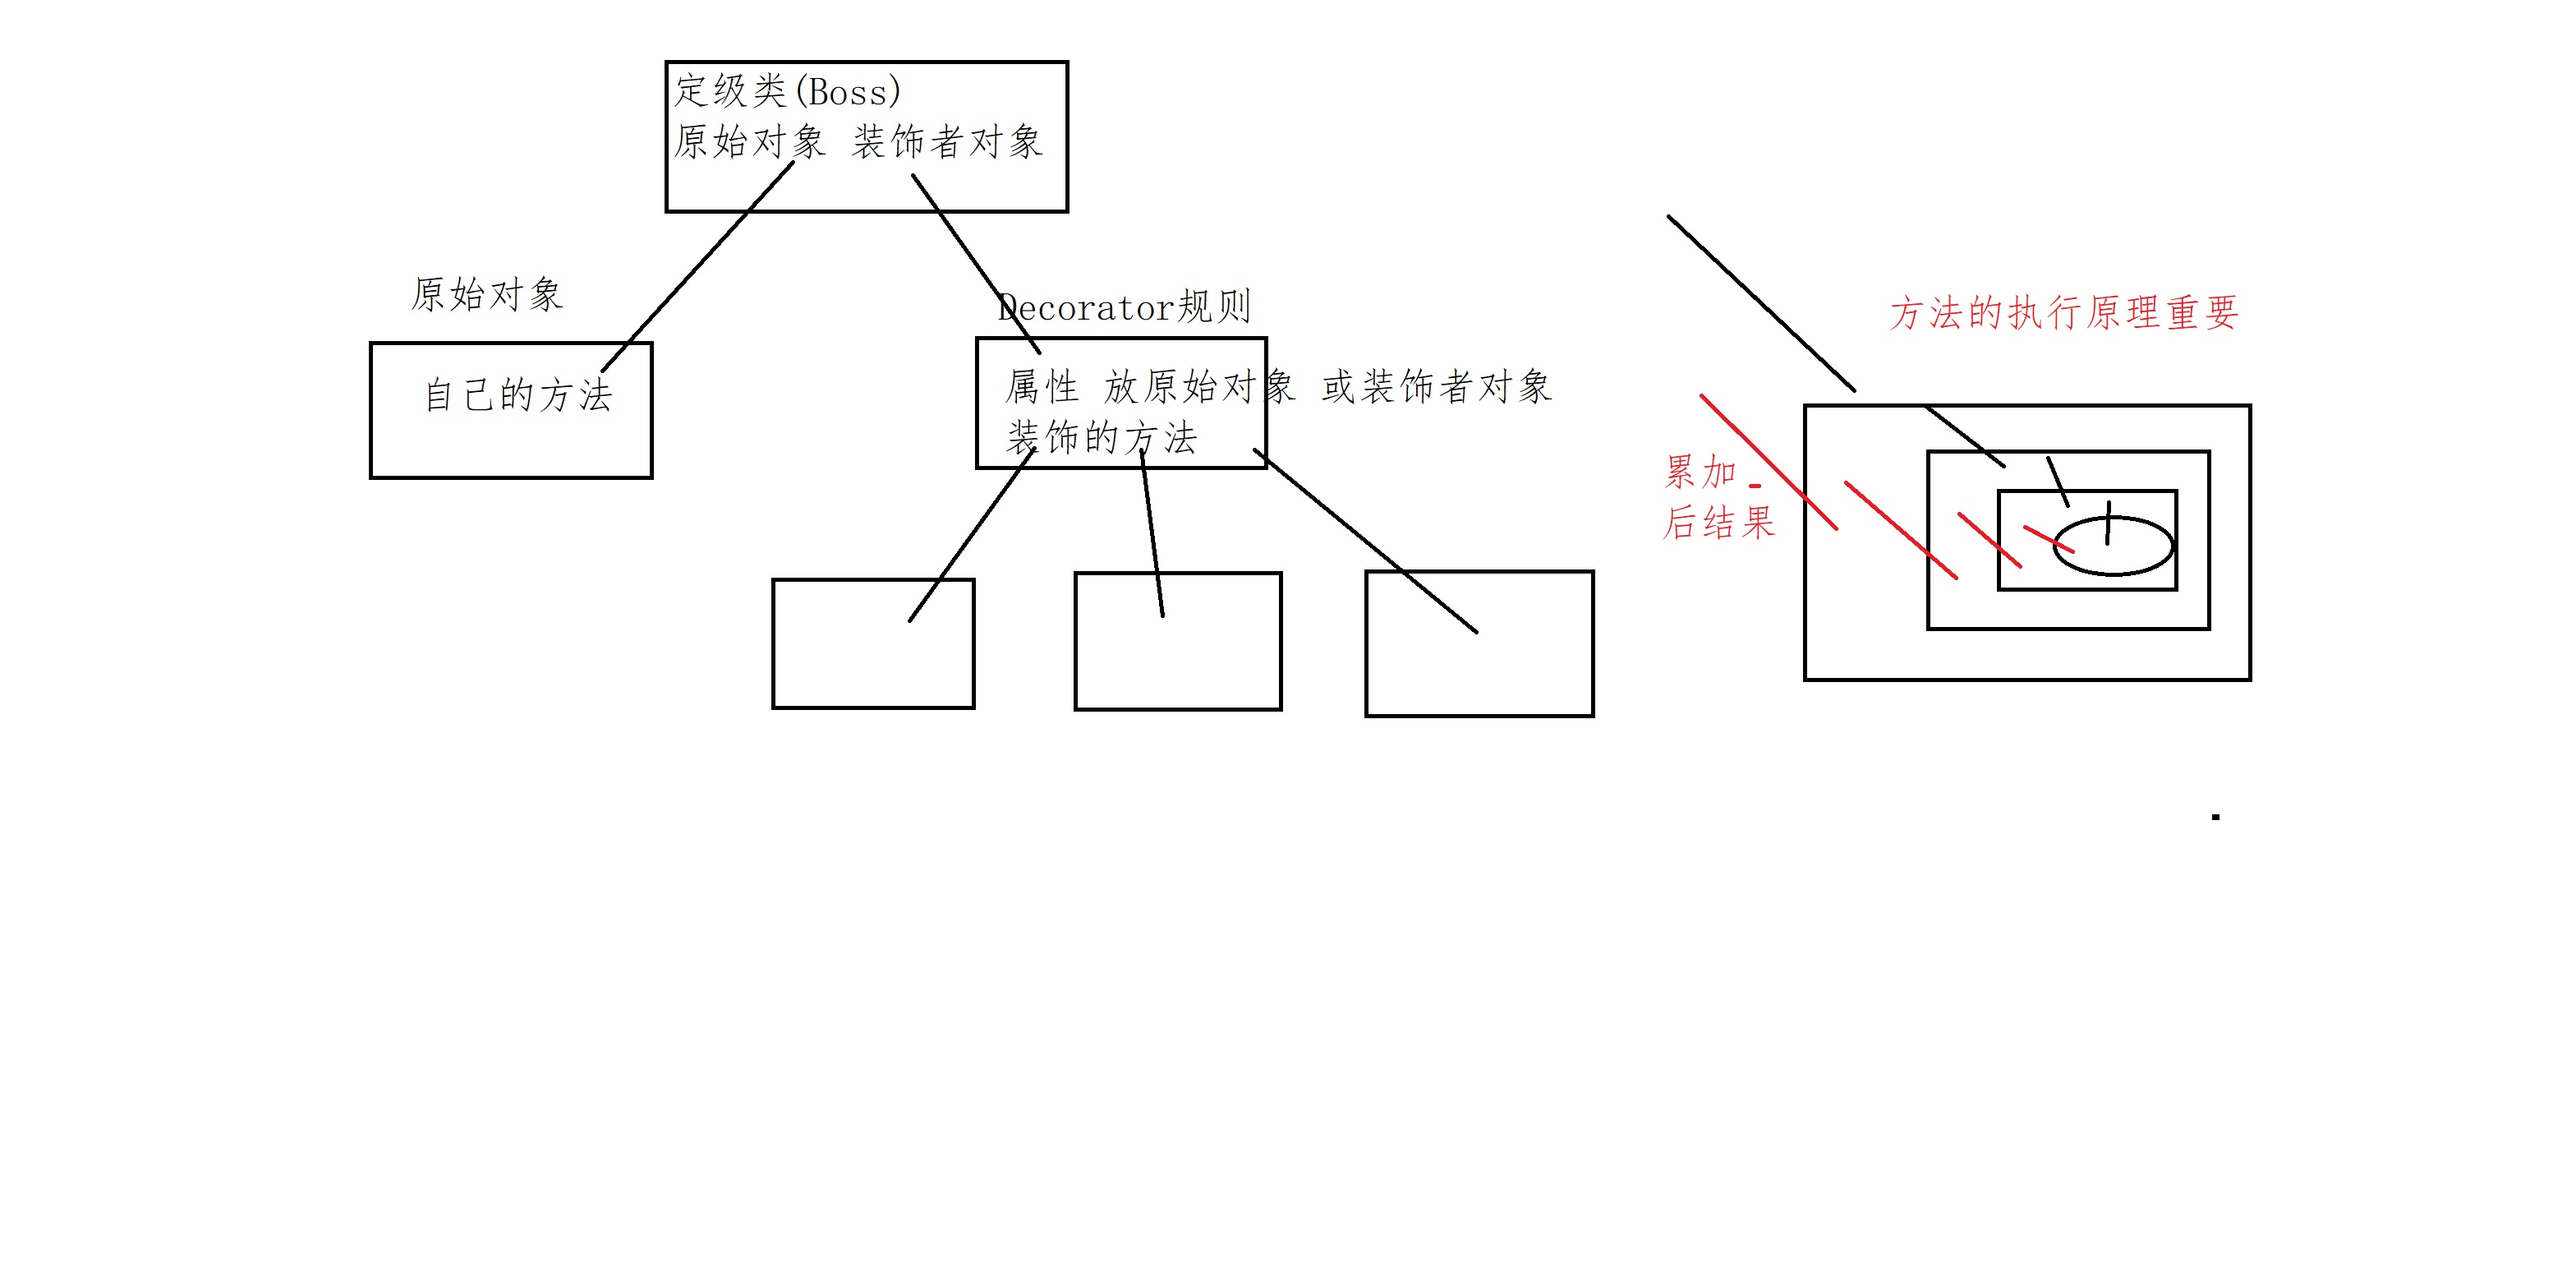 定级类(Boss)
原始对象 装饰者对象
原始对象
自己的方法
Decorator规则
属性 放原始对象 或装饰者对象
装饰的方法
方法的执行原理重要
累加_
后结果